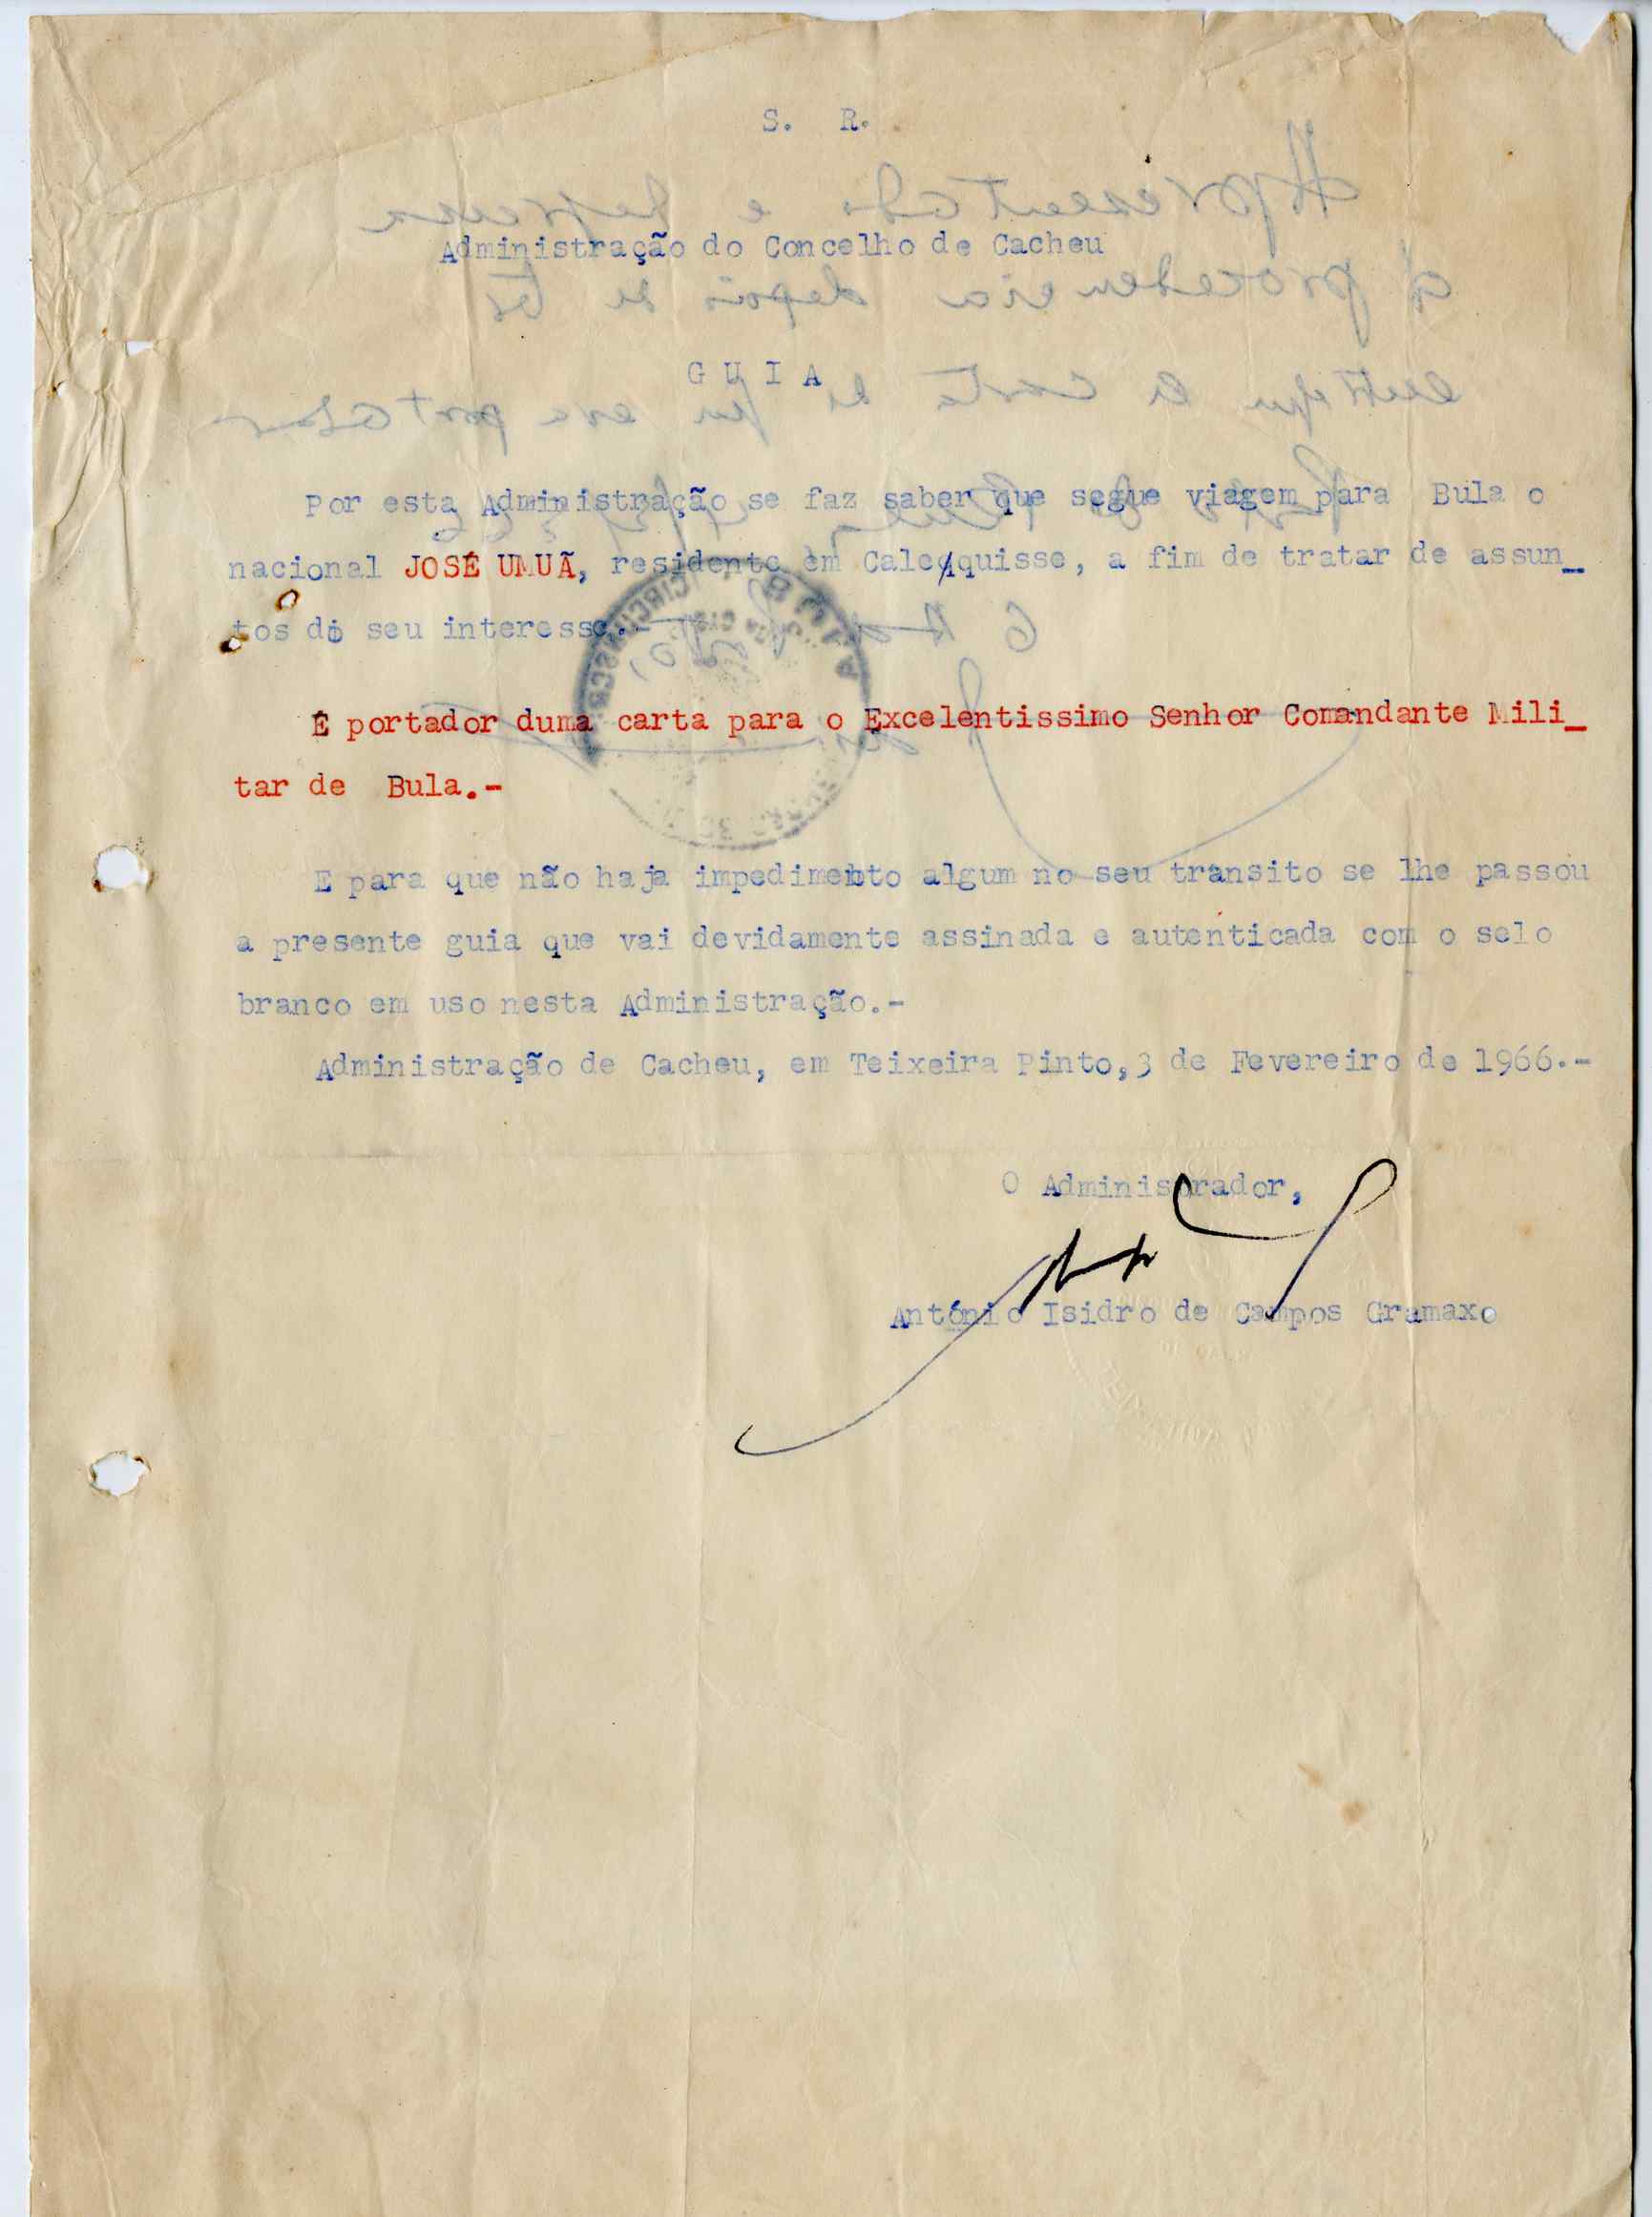 S. R.
Administração do Concelho de Cacheu
G U I A
Por esta Administração se faz saber que segue viagem para Bula o
nacional JOSÉ UMUÃ, residente em Calequisse, a fim de tratar de assun_
tos do seu interesse.-
É portador duma carta para o Excelentissimo Senhor Comandante Mili_
tar de Bula.-
E para que não haja impedimento algum no seu transito se lhe passou
a presente guia que vai devidamente assinada e autenticada com o selo
branco em uso nesta Administração.-
Administração de Cacheu, em Teixeira Pinto,3 de Fevereiro de 1966.-
O Administrador,
António Isidro de Campos Gramaxo